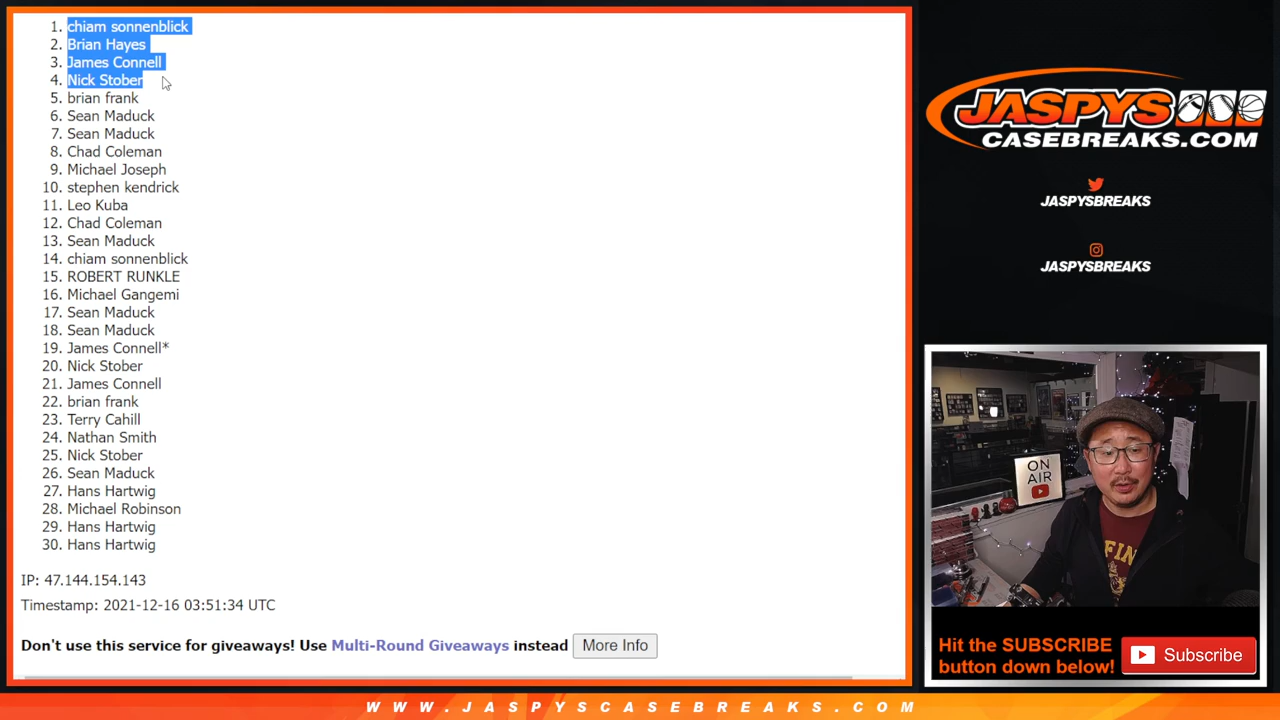 1. chiam sonnenblick
2. Brian Hayes
3. James Connell
4. Nick Stober
5. brian frank
6. Sean Maduck
7. Sean Maduck
8. Chad Coleman
9. Michael Joseph
10. stephen kendrick
11. Leo Kuba
12. Chad Coleman
13. Sean Maduck
14. chiam sonnenblick
15. ROBERT RUNKLE
16. Michael Gangemi
17. Sean Maduck
18. Sean Maduck
19. James Connell*
20. Nick Stober
21. James Connell
22. brian frank
23. Terry Cahill
24. Nathan Smith
25. Nick Stober
26. Sean Maduck
27. Hans Hartwig
28. Michael Robinson
29. Hans Hartwig
30. Hans Hartwig
IP: 47.144.154.143
Timestamp: 2021-12-16 03:51:34 UTC
Don't use this service for giveaways! Use Multi-Round Giveaways instead More Info
JASPYS
CASEBREAKS.COM
JASPYSBREAKS
JASPYSBREAKS
ON
AIR
Hit the SUBSCRIBE
button down below!
Subscribe
WWW.JASPYSCASEBREAKS.COM